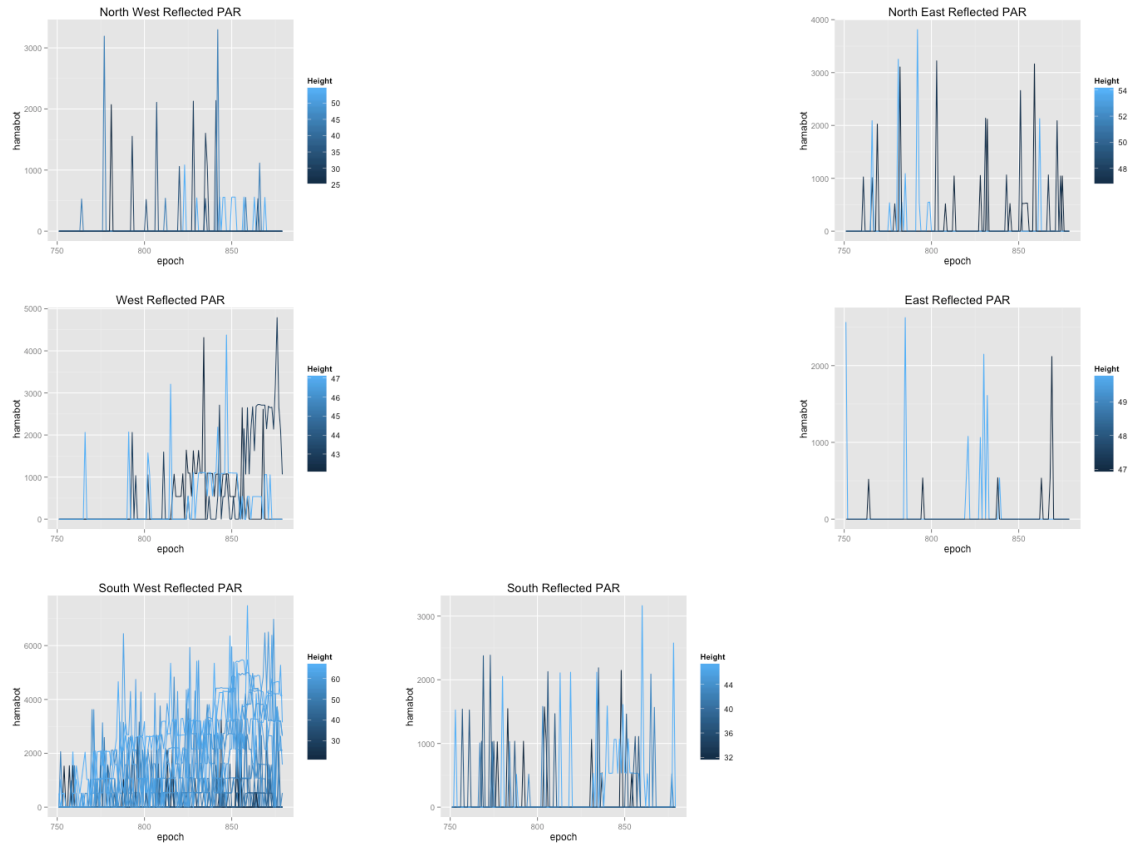 North West Reflected PAR
3000
2000
1000
0
hamabot
750
800
850
epoch
Height
50
45
40
35
30
25
North East Reflected PAR
4000
3000
2000
1000
0
hamabot
750
800
850
epoch
Height
54
52
50
48
West Reflected PAR
5000
4000
3000
2000
1000
0
hamabot
750
800
850
epoch
Height
47
46
45
44
43
East Reflected PAR
2000
1000
0
hamabot
750
800
850
epoch
Height
49
48
47
South West Reflected PAR
6000
4000
2000
0
hamabot
750
800
850
epoch
Height
60
50
40
30
South Reflected PAR
3000
2000
1000
0
hamabot
750
800
850
epoch
Height
44
40
36
32